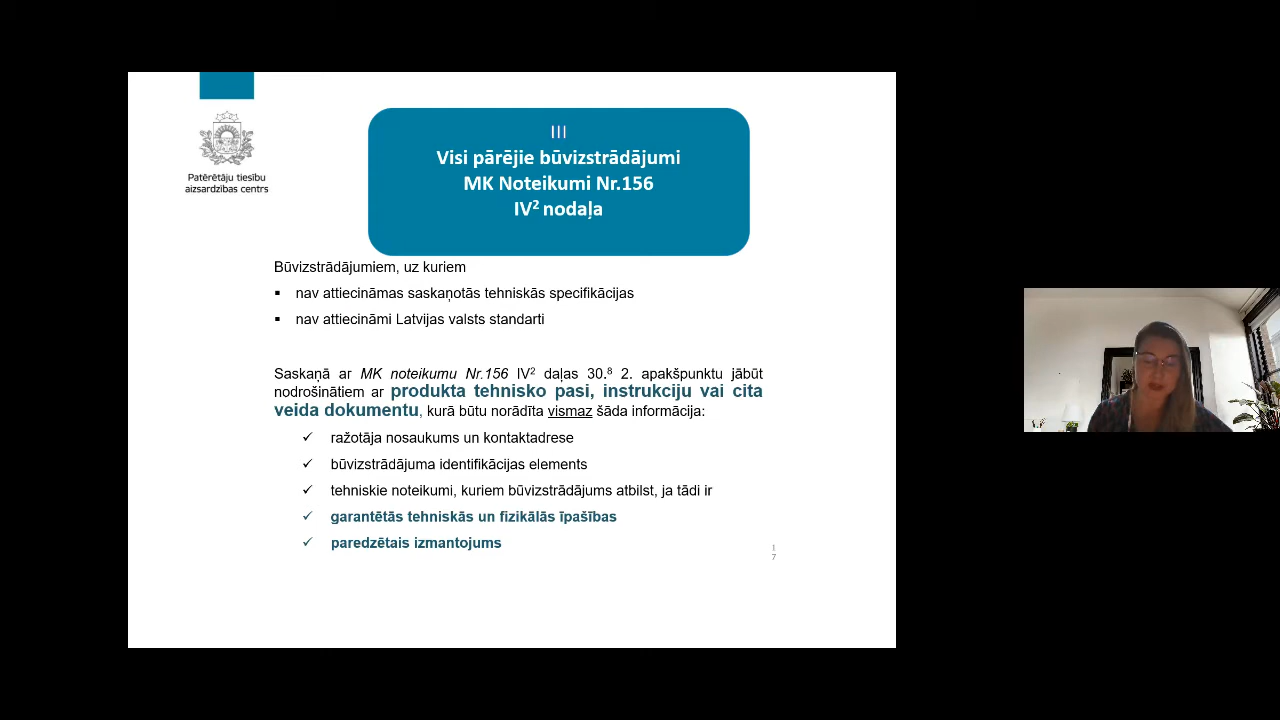 Patērētāju tiesību
aizsardzības centrs
III
Visi pārējie būvizstrādājumi
MK Noteikumi Nr.156
IV² nodaļa
Būvizstrādājumiem, uz kuriem
▪ nav attiecināmas saskaņotās tehniskās specifikācijas
▪ nav attiecināmi Latvijas valsts standarti
Saskaņā ar MK noteikumu Nr.156 IV² daļas 30.⁸ 2. apakšpunktu jābūt
nodrošinātiem ar produkta tehnisko pasi, instrukciju vai cita
veida dokumentu, kurā būtu norādīta vismaz šāda informācija:
✓ ražotāja nosaukums un kontaktadrese
✓ būvizstrādājuma identifikācijas elements
✓ tehniskie noteikumi, kuriem būvizstrādājums atbilst, ja tādi ir
✓ garantētās tehniskās un fizikālās īpašības
✓ paredzētais izmantojums
1
7